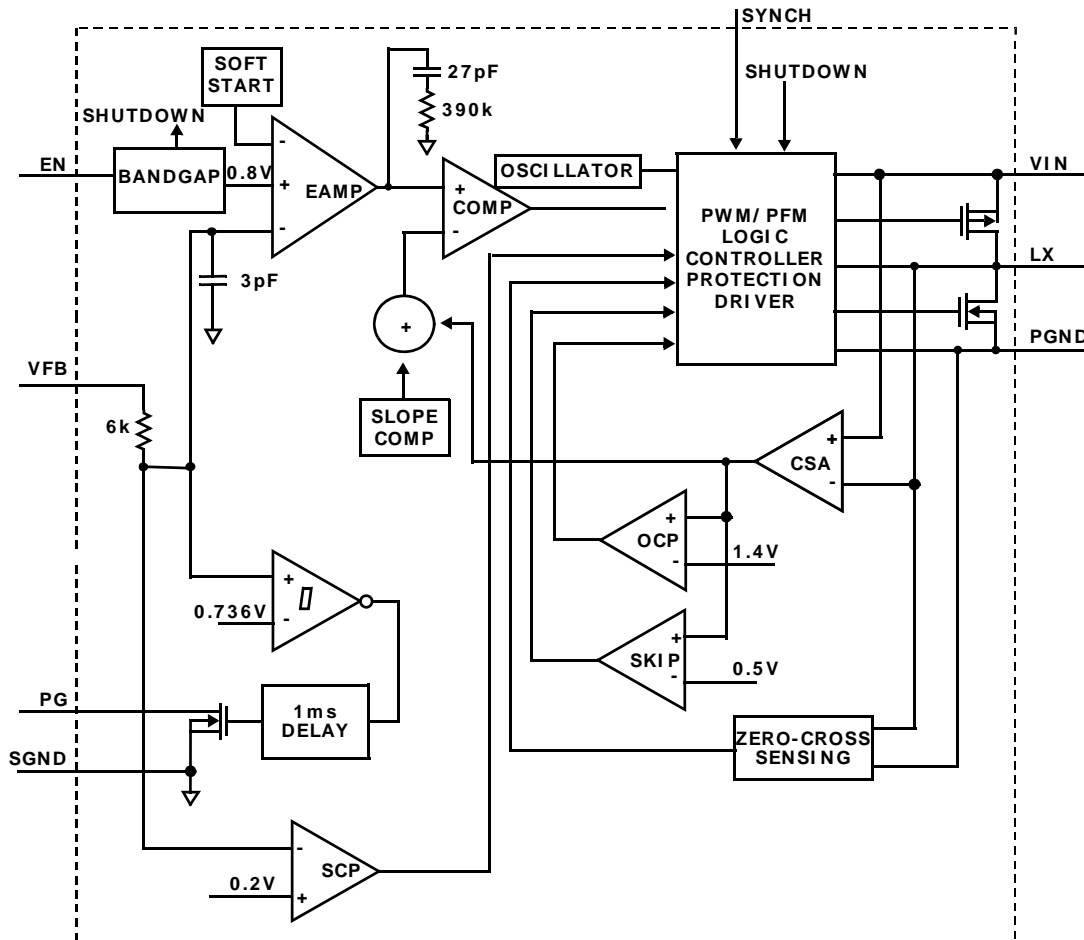 SYNCH
SOFT
START
27pF
390k
SHUTDOWN
SHUTDOWN
EN
BANDGAP
0.8V
-
+
-
EAMP
+
-
COMP
OSCILLATOR
PWM/PFM
LOGIC
CONTROLLER
PROTECTION
DRIVER
VIN
LX
PGND
3pF
+
VFB
6k
SLOPE
COMP
+
-
CSA
+
-
OCP
1.4V
+
-
0.736V
+
-
SKIP
0.5V
PG
1ms
DELAY
SGND
ZERO-CROSS
SENSING
-
+
SCP
0.2V